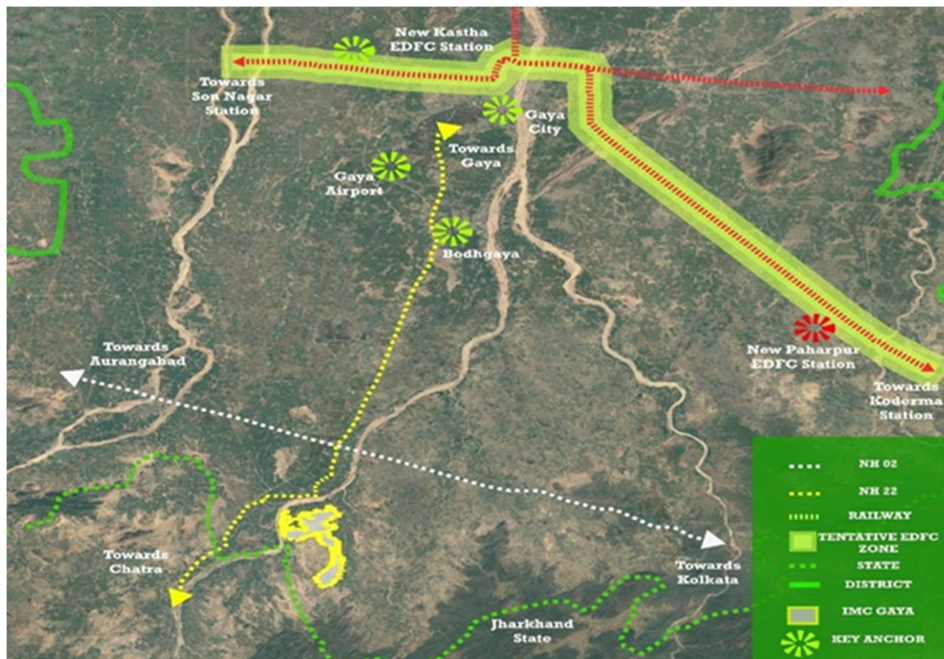 New Kastha
EDFC Station
Towards
Son Nagar
Station
Gaya
City
Towards
Gaya
Gaya
Airport
Bodhgaya
Towards
Aurangabad
New Paharpur
EDFC Station
Towards
Koderma
Station
Towards
Chatra
Towards
Kolkata
Jharkhand
State
NH 02
NH 22
RAILWAY
TENTATIVE EDFC
ZONE
STATE
DISTRICT
IMC GAYA
KEY ANCHOR